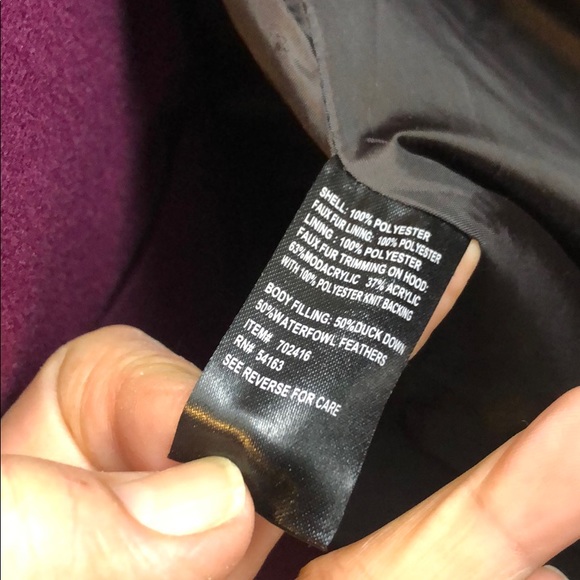 SHELL: 100% POLYESTER
FAUX FUR LINING: 100% POLYESTER
LINING : 100% POLYESTER
FAUX FUR TRIMMING ON HOOD:
63%MODACRYLIC 37% ACRYLIC
WITH 100% POLYESTER KNIT BACKING
BODY FILLING: 50%DUCK DOWN
50%WATERFOWL FEATHERS
ITEM# 702416
RN# 54163
SEE REVERSE FOR CARE